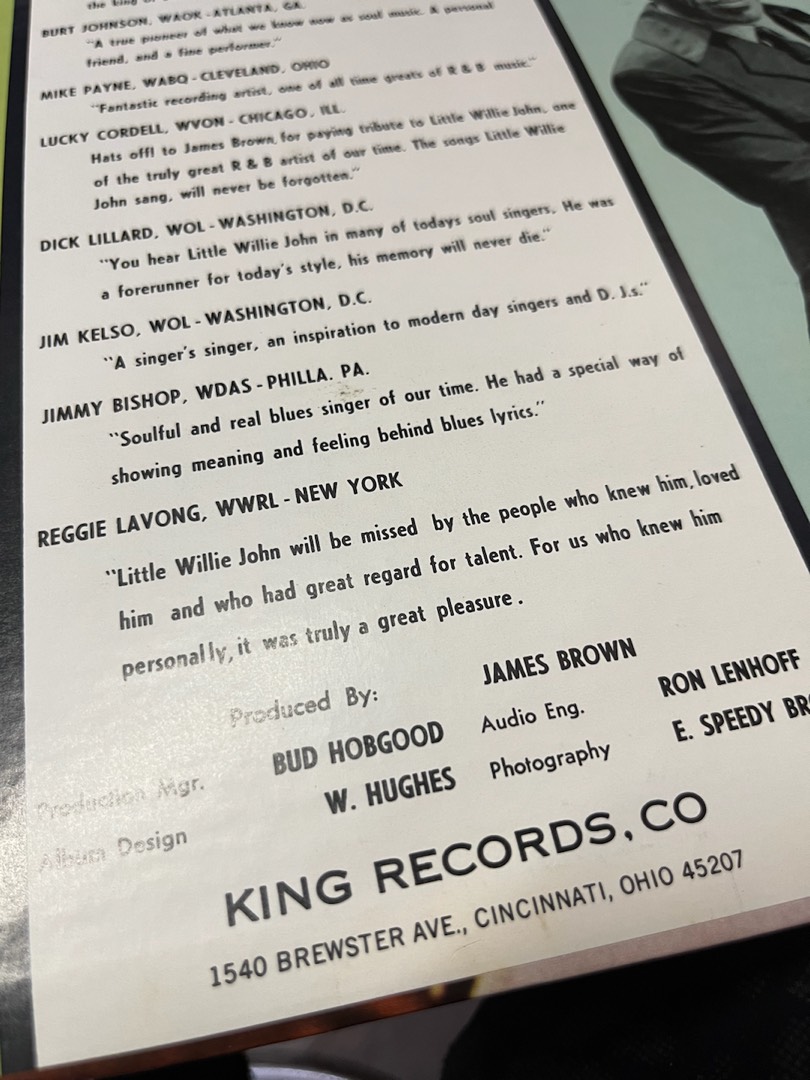 the king of
BURT JOHNSON, WAOK - ATLANTA, GA.
"A true pioneer of what we know now as soul music. A personal
friend, and a fine performer."
MIKE PAYNE, WABQ - CLEVELAND, OHIO
"Fantastic recording artist, one of all time greats of R & B music."
LUCKY CORDELL, WVON - CHICAGO, ILL.
Hats off! to James Brown, for paying tribute to Little Willie John, one
of the truly great R & B artist of our time. The songs Little Willie
John sang, will never be forgotten."
DICK LILLARD, WOL - WASHINGTON, D.C.
"You hear Little Willie John in many of todays soul singers. He was
a forerunner for today's style, his memory will never die."
JIM KELSO, WOL - WASHINGTON, D.C.
"A singer's singer, an inspiration to modern day singers and D. J.s."
JIMMY BISHOP, WDAS - PHILLA. PA.
"Soulful and real blues singer of our time. He had a special way of
showing meaning and feeling behind blues lyrics."
REGGIE LAVONG, WWRL - NEW YORK
"Little Willie John will be missed by the people who knew him, loved
him and who had great regard for talent. For us who knew him
personally, it was truly a great pleasure.
Produced By: JAMES BROWN
Production Mgr. BUD HOBGOOD Audio Eng. RON LENHOFF
Album Design W. HUGHES Photography E. SPEEDY
KING RECORDS, CO
1540 BREWSTER AVE., CINCINNATI, OHIO 45207